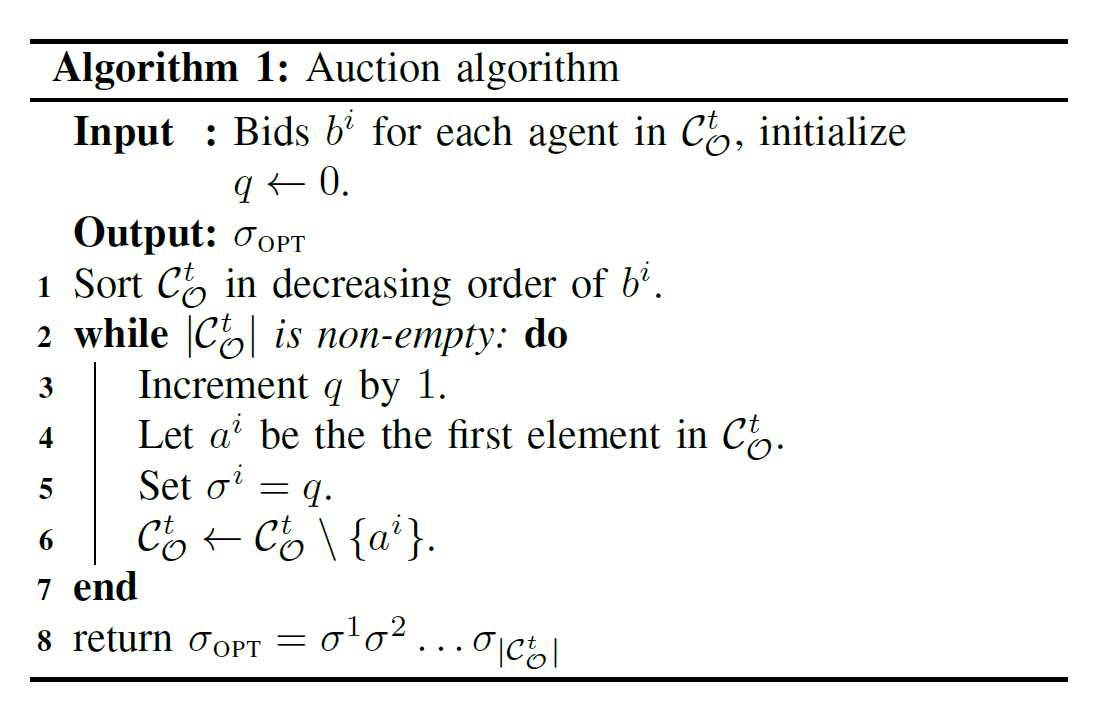 Algorithm 1: Auction algorithm
Input : Bids $b^i$ for each agent in $\mathcal{C}_{\mathcal{O}}^t$, initialize
$q \leftarrow 0$.
Output: $\sigma_{\text{OPT}}$
1 Sort $\mathcal{C}_{\mathcal{O}}^t$ in decreasing order of $b^i$.
2 while $|\mathcal{C}_{\mathcal{O}}^t|$ is non-empty: do
3 Increment $q$ by 1.
4 Let $a^i$ be the the first element in $\mathcal{C}_{\mathcal{O}}^t$.
5 Set $\sigma^i = q$.
6 $\mathcal{C}_{\mathcal{O}}^t \leftarrow \mathcal{C}_{\mathcal{O}}^t \setminus \{a^i\}$.
7 end
8 return $\sigma_{\text{OPT}} = \sigma^1 \sigma^2 \ldots \sigma_{|\mathcal{C}_{\mathcal{O}}^t|}$